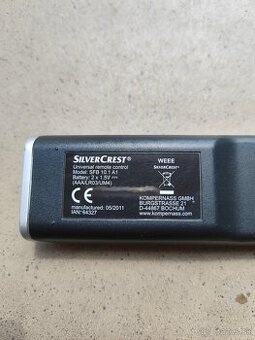 SILVERCREST®
Universal remote control
Model: SFB 10.1 A1
Battery: 2 x 1.5V
(AAA/LR03/UM4)
CE
manufactured: 05/2011
IAN: 64327
WEEE
SILVERCREST®
KOMPERNASS GMBH
BURGSTRASSE 21
D-44867 BOCHUM
www.kompernass.com